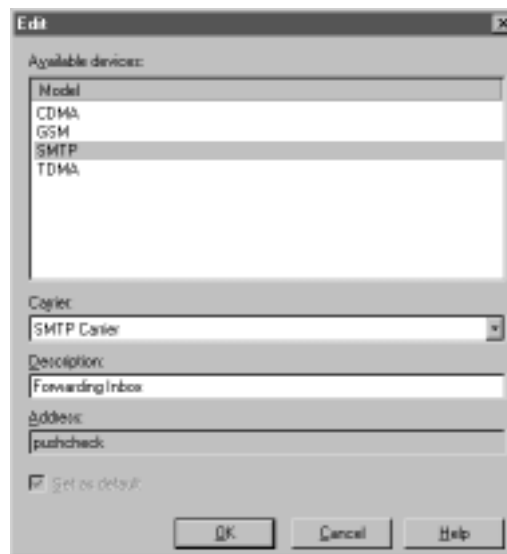 Edit
Available devices:
Model
CDMA
GSM
SMTP
TDMA
Carrier:
SMTP Carrier
Description:
Forwarding Inbox
Address:
pushcheck
Set as default
OK Cancel Help